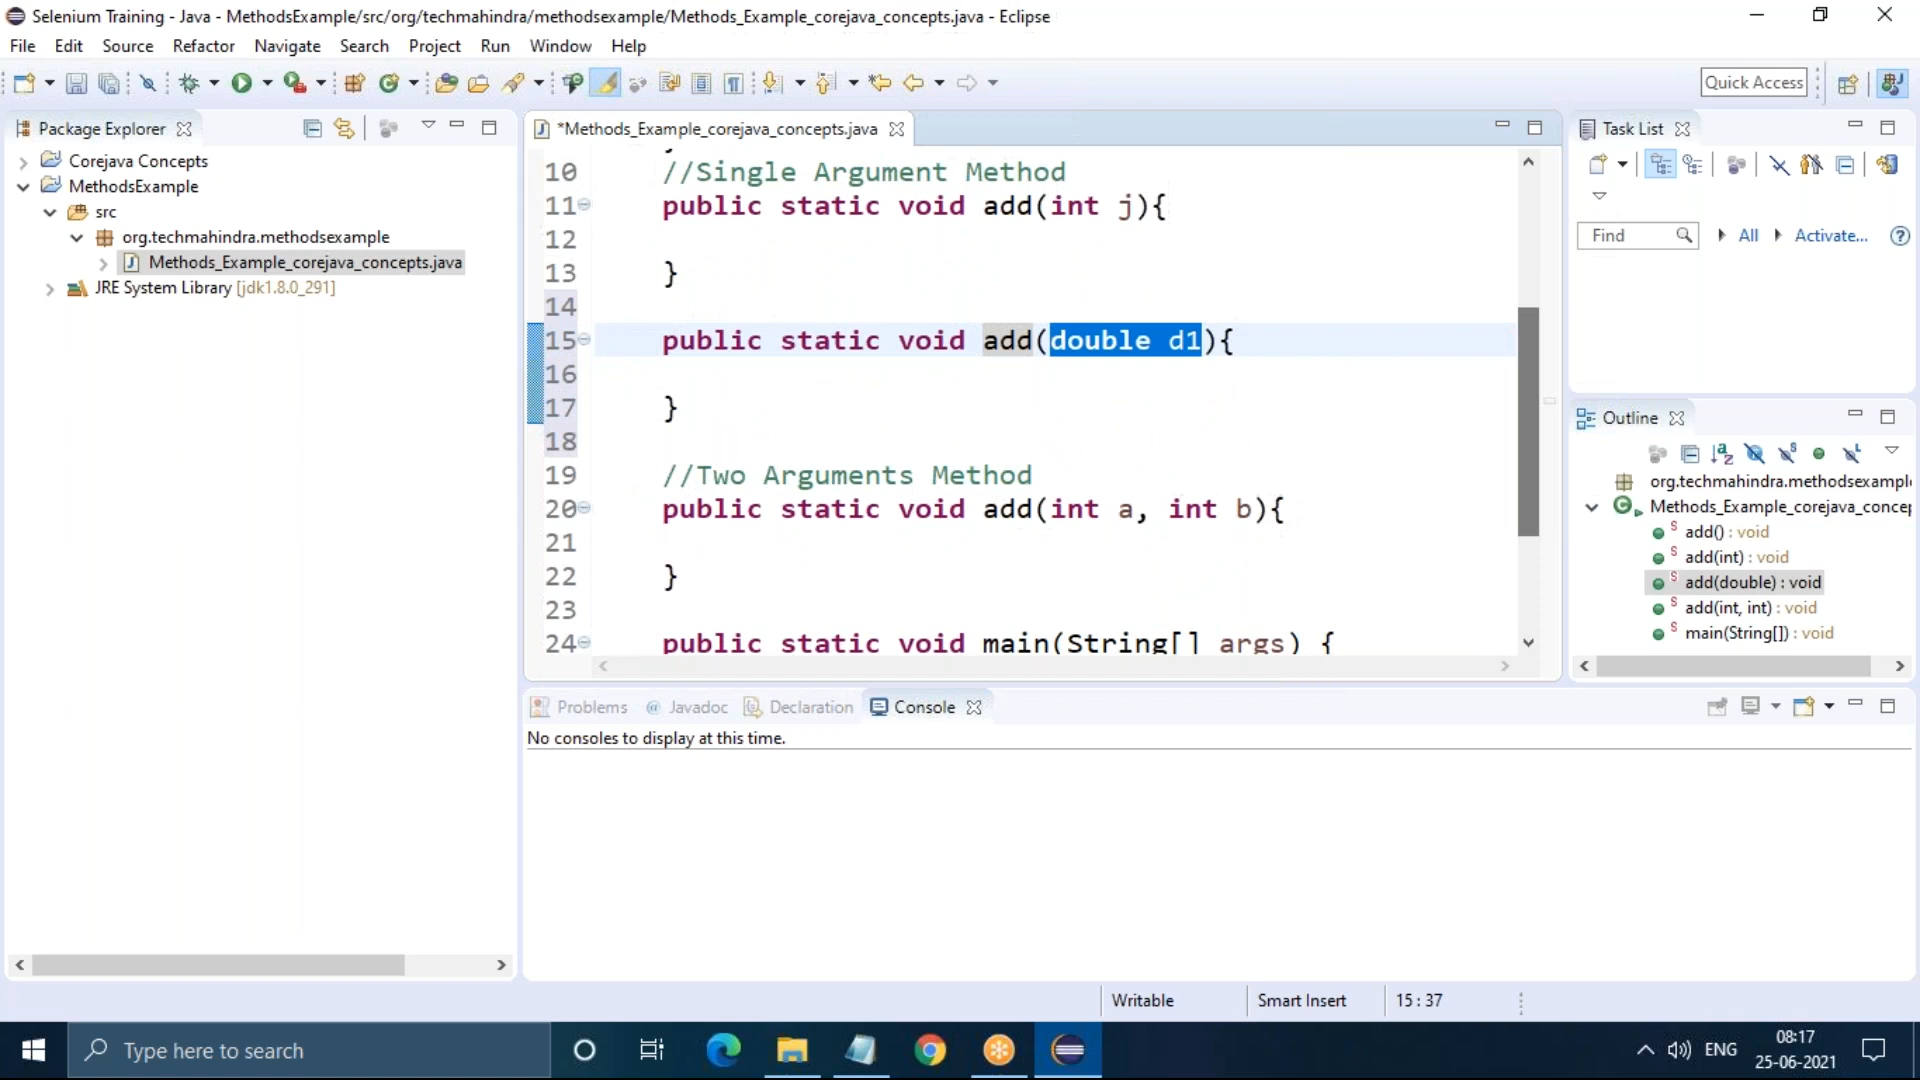 Selenium Training - Java - MethodsExample/src/org/techmahindra/methodsexample/Methods_Example_corejava_concepts.java - Eclipse
File Edit Source Refactor Navigate Search Project Run Window Help
Quick Access
Package Explorer
Corejava Concepts
MethodsExample
src
org.techmahindra.methodsexample
Methods_Example_corejava_concepts.java
JRE System Library [jdk1.8.0_291]
*Methods_Example_corejava_concepts.java
10 //Single Argument Method
11 public static void add(int j){
12
13 }
14
15 public static void add(double d1){
16
17 }
18
19 //Two Arguments Method
20 public static void add(int a, int b){
21
22 }
23
24 public static void main(String[] args) {
Task List
Find All Activate...
Outline
org.techmahindra.methodsexampl
Methods_Example_corejava_concep
add() : void
add(int) : void
add(double) : void
add(int, int) : void
main(String[]) : void
Problems Javadoc Declaration Console
No consoles to display at this time.
Writable Smart Insert 15 : 37
Type here to search
ENG
08:17
25-06-2021